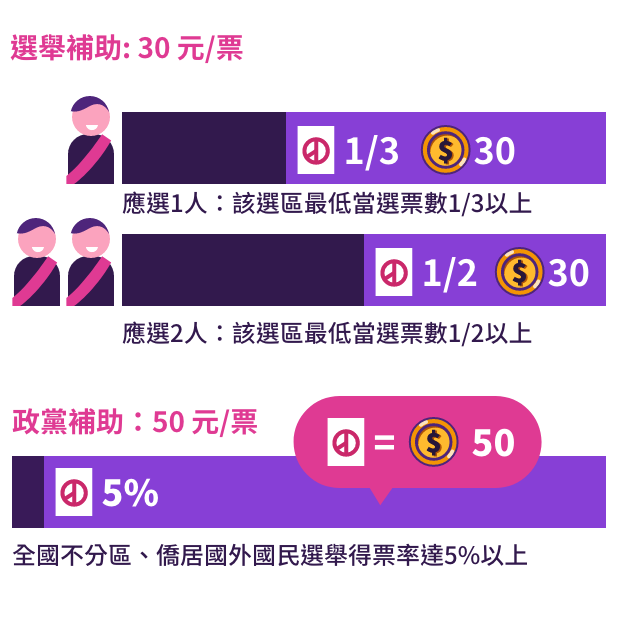 選舉補助: 30 元/票
1/3 $ 30
應選1人：該選區最低當選票數1/3以上
1/2 $ 30
應選2人：該選區最低當選票數1/2以上
政黨補助：50 元/票
= $ 50
5%
全國不分區、僑居國外國民選舉得票率達5%以上